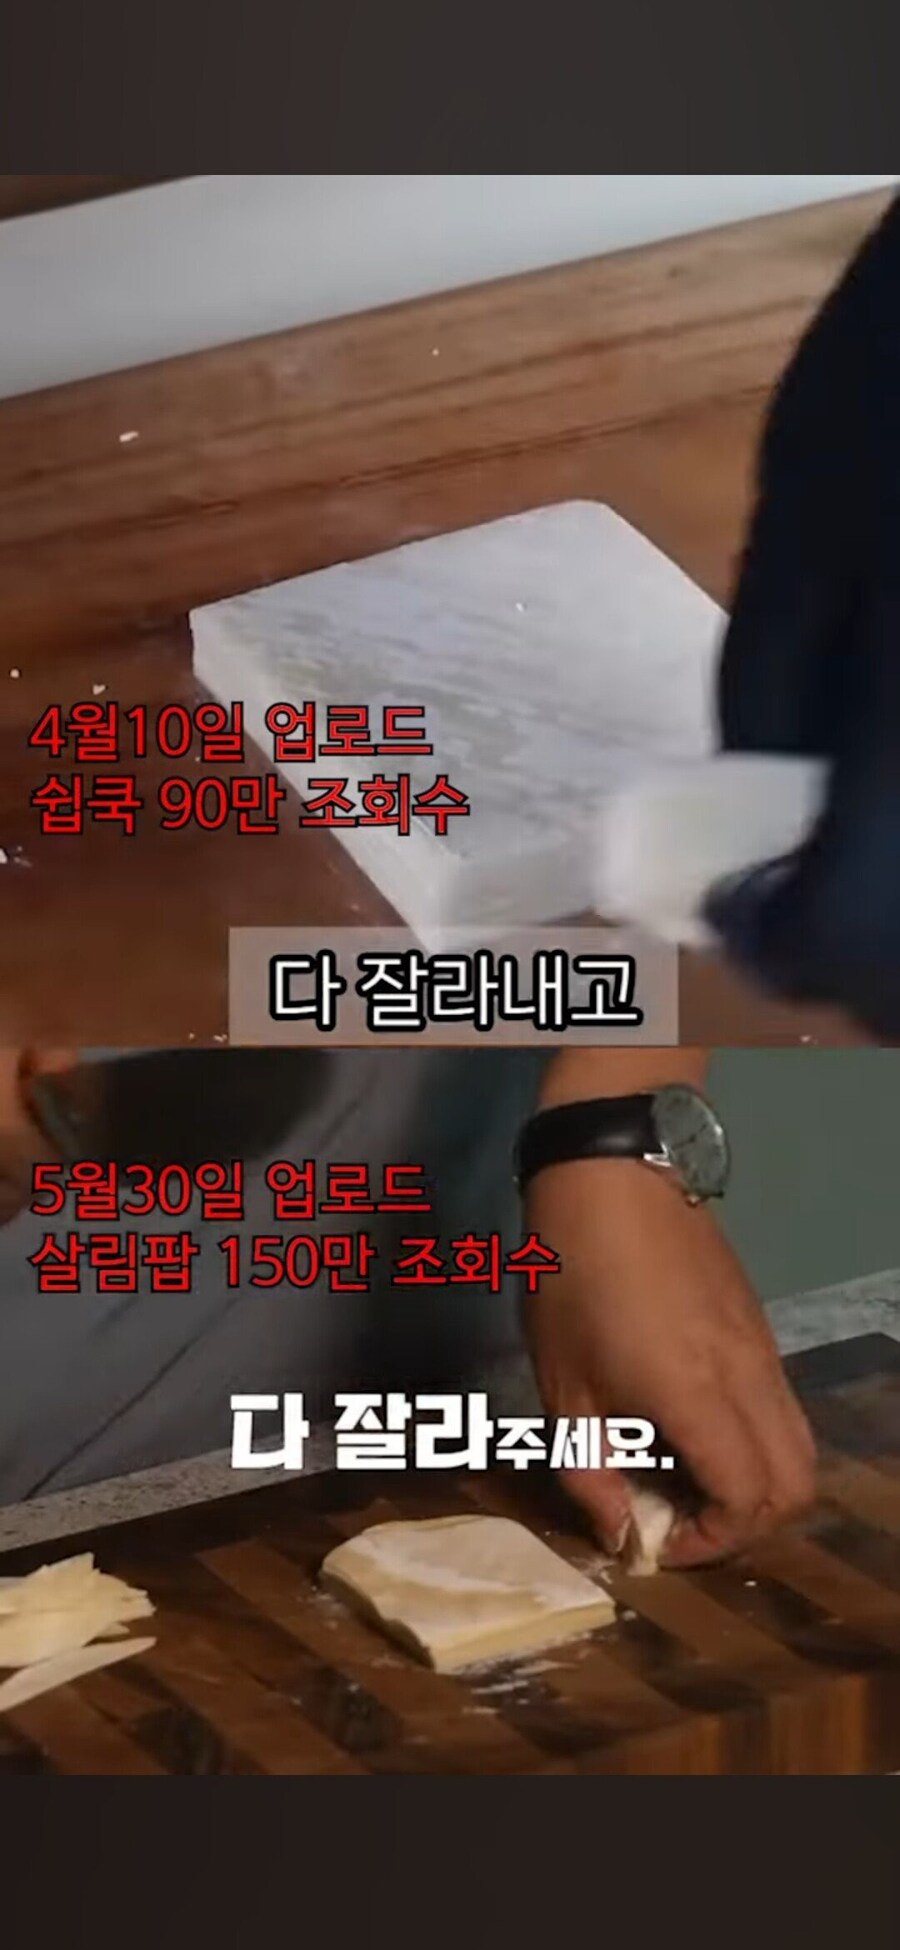 4월10일 업로드
쉽쿡 90만 조회수
다 잘라내고
5월30일 업로드
살림팝 150만 조회수
다 잘라주세요.